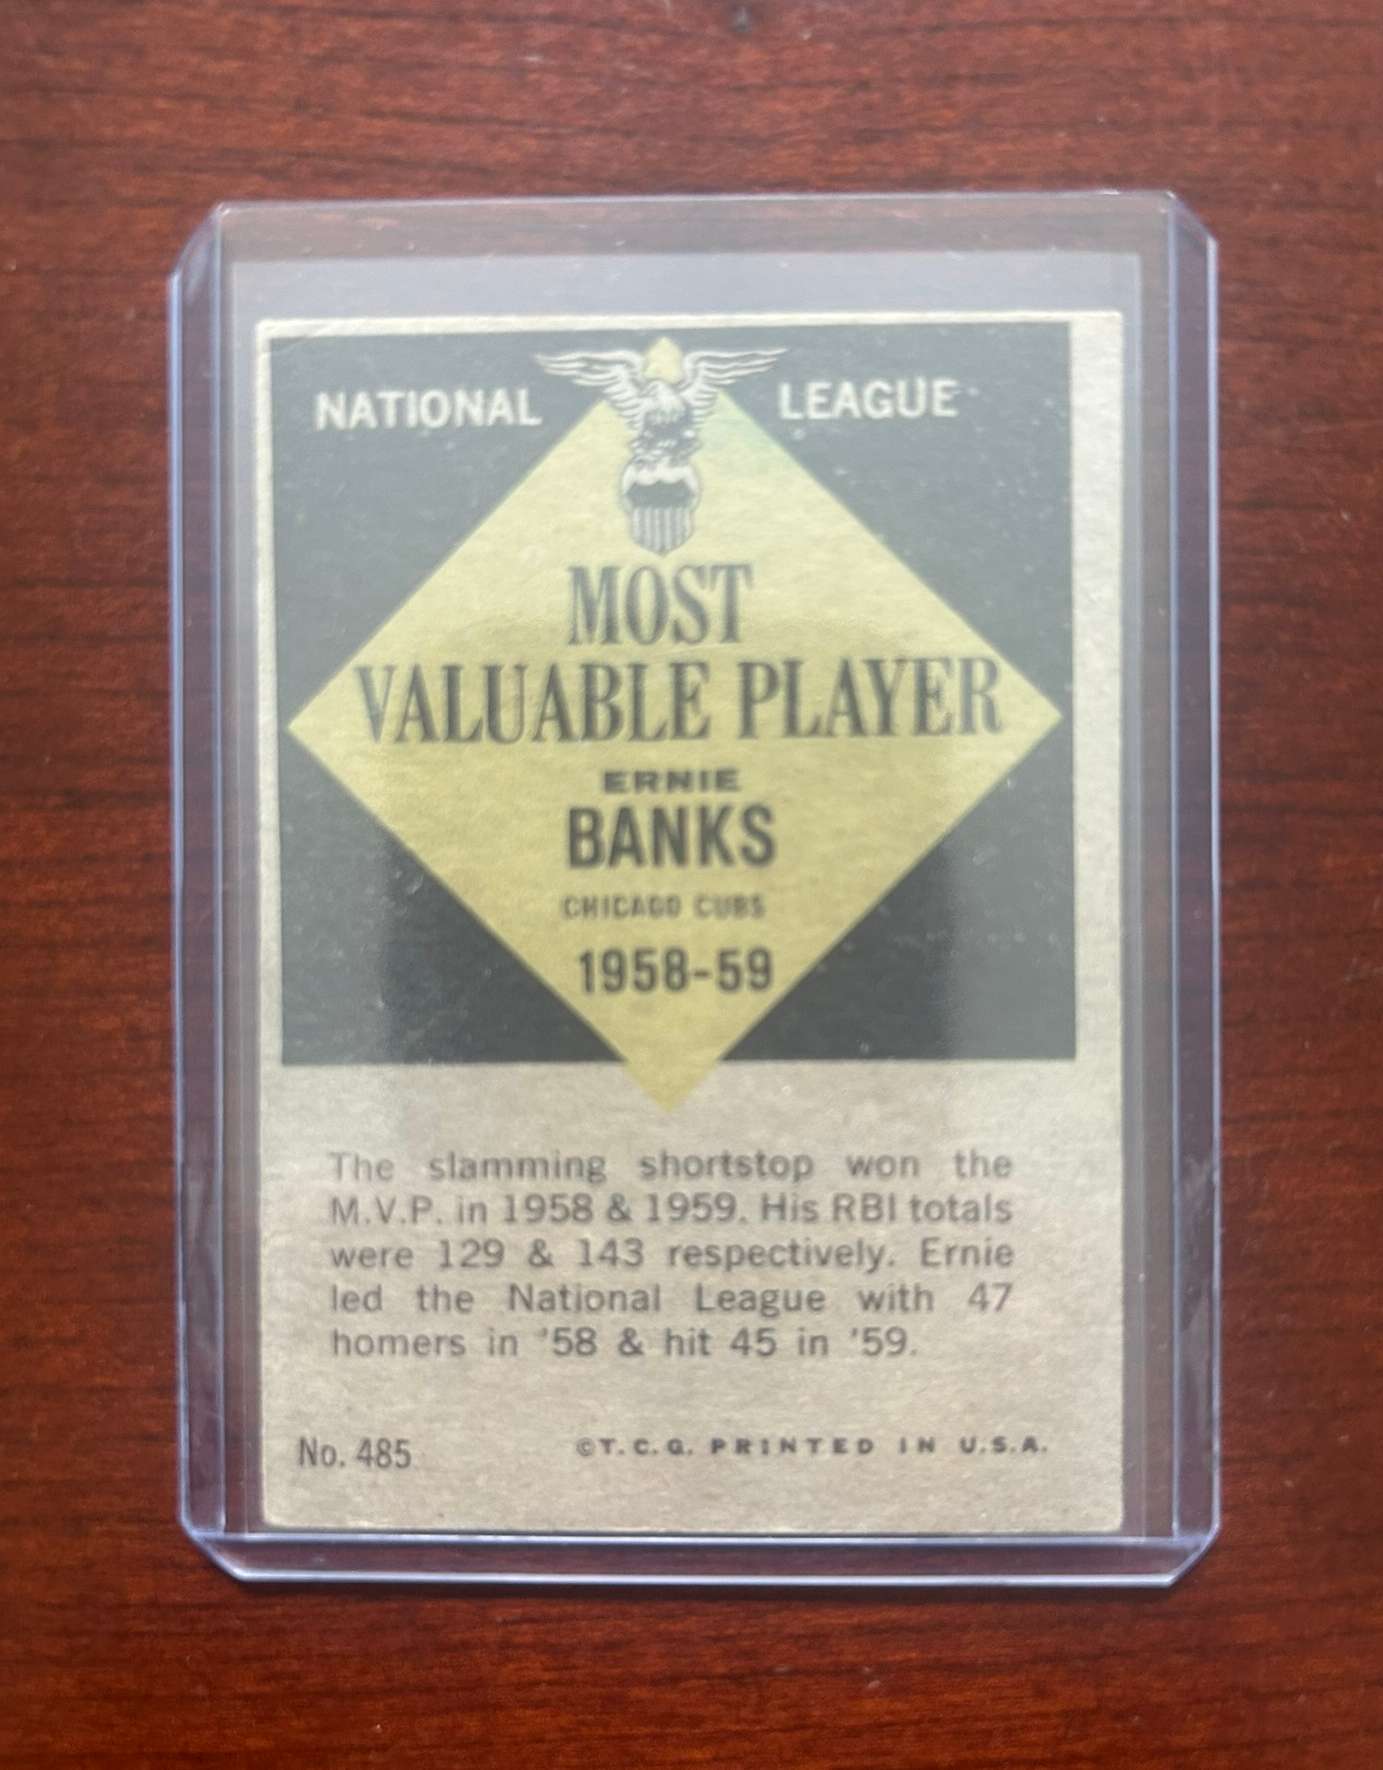 NATIONAL LEAGUE
MOST
VALUABLE PLAYER
ERNIE
BANKS
CHICAGO CUBS
1958-59
The slamming shortstop won the
M.V.P. in 1958 & 1959. His RBI totals
were 129 & 143 respectively. Ernie
led the National League with 47
homers in '58 & hit 45 in '59.
No. 485 ©T.C.G. PRINTED IN U.S.A.